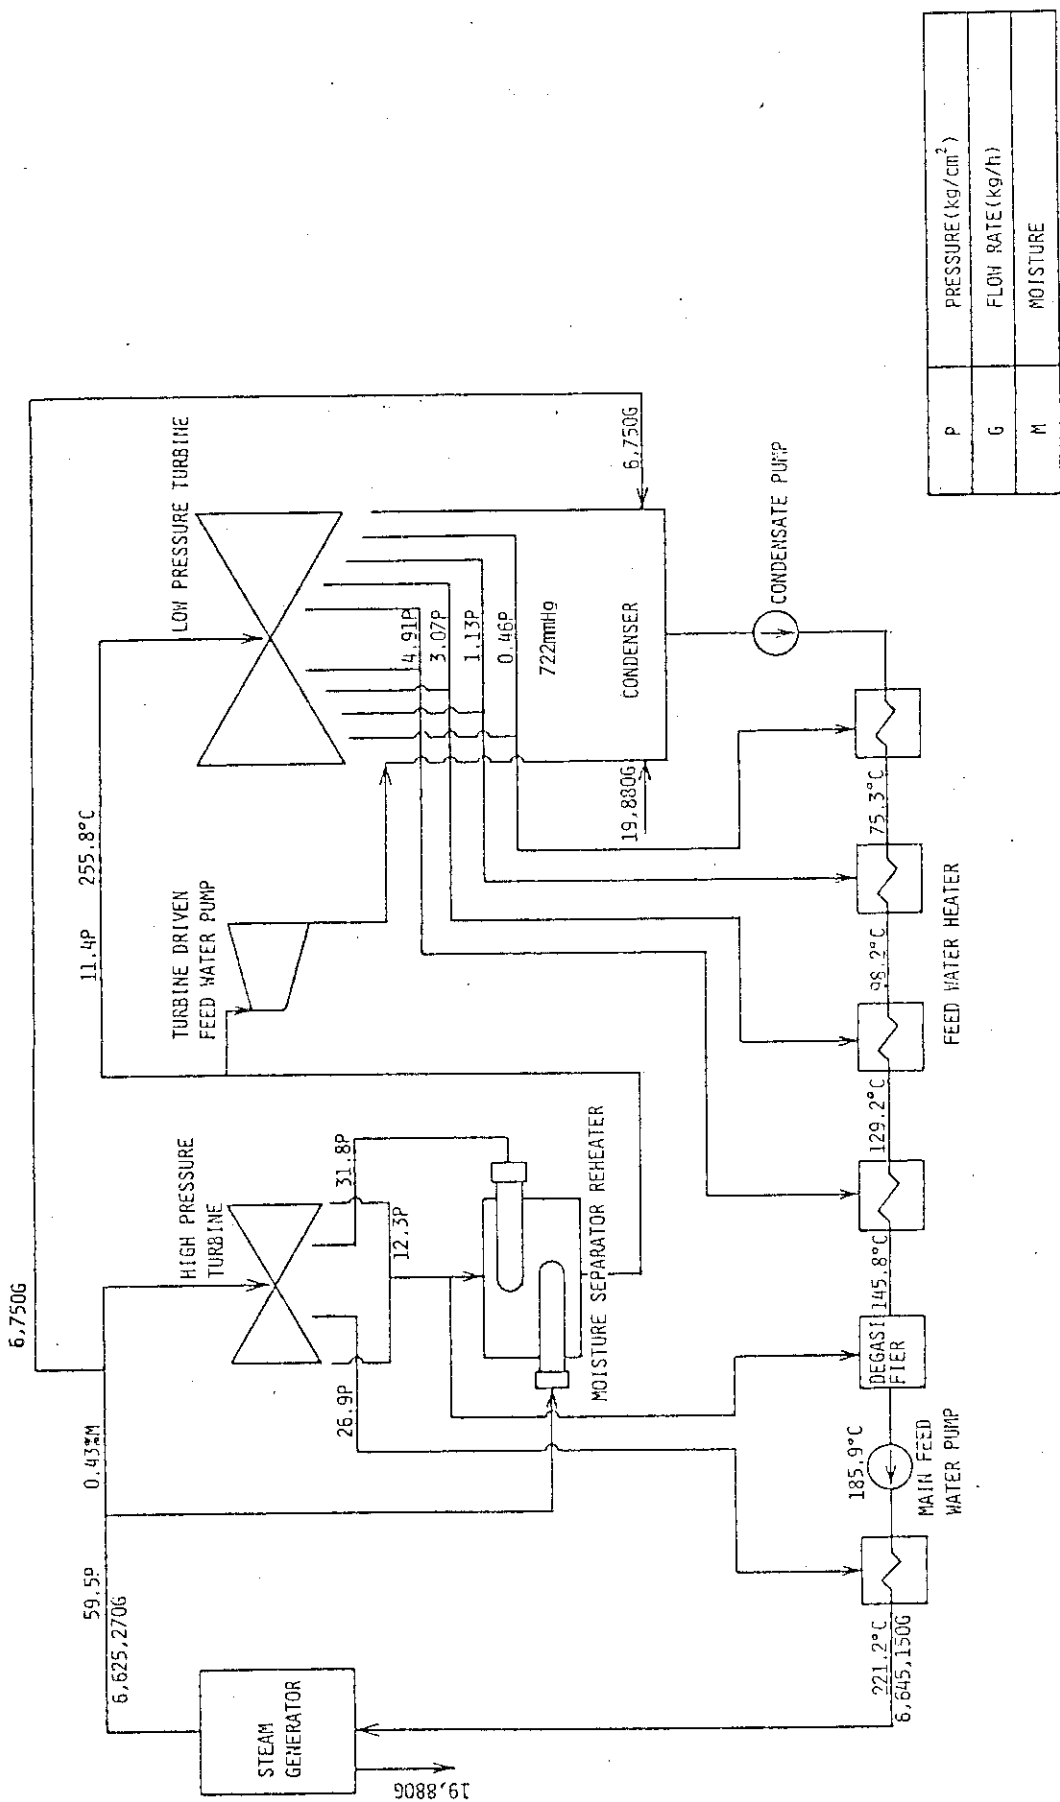 6,750G
59.5P
0.43%M
6,625,270G
STEAM
GENERATOR
19,880G
HIGH PRESSURE
TURBINE
26.9P
31.8P
12.3P
MOISTURE SEPARATOR REHEATER
11.4P
255.8°C
TURBINE DRIVEN
FEED WATER PUMP
LOW PRESSURE TURBINE
4.91P
3.07P
1.13P
0.46P
722mmHg
CONDENSER
19,880G
6,750G
CONDENSATE PUMP
221.2°C
6,645,150G
185.9°C
MAIN FEED
WATER PUMP
DEGASI
FIER
145.8°C
129.2°C
98.2°C
75.3°C
FEED WATER HEATER
P PRESSURE(kg/cm²)
G FLOW RATE(kg/h)
M MOISTURE